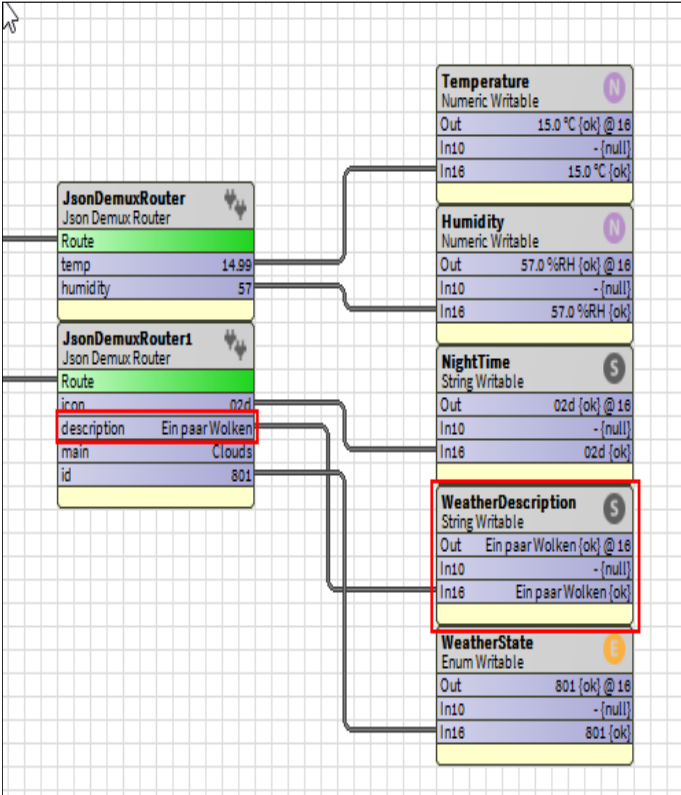 JsonDemuxRouter
Json Demux Router
Route
temp 14.99
humidity 57
JsonDemuxRouter1
Json Demux Router
Route
icon 02d
description Ein paar Wolken
main Clouds
id 801
Temperature N
Numeric Writable
Out 15.0 °C {ok} @ 16
In10 - {null}
In16 15.0 °C {ok}
Humidity N
Numeric Writable
Out 57.0 %RH {ok} @ 16
In10 - {null}
In16 57.0 %RH {ok}
NightTime S
String Writable
Out 02d {ok} @ 16
In10 - {null}
In16 02d {ok}
WeatherDescription S
String Writable
Out Ein paar Wolken {ok} @ 16
In10 - {null}
In16 Ein paar Wolken {ok}
WeatherState E
Enum Writable
Out 801 {ok} @ 16
In10 - {null}
In16 801 {ok}